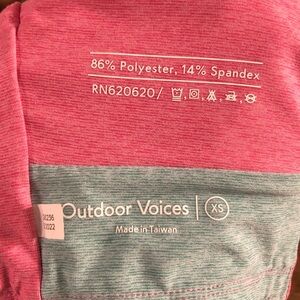 86% Polyester, 14% Spandex
RN620620/
Outdoor Voices XS
Made in Taiwan